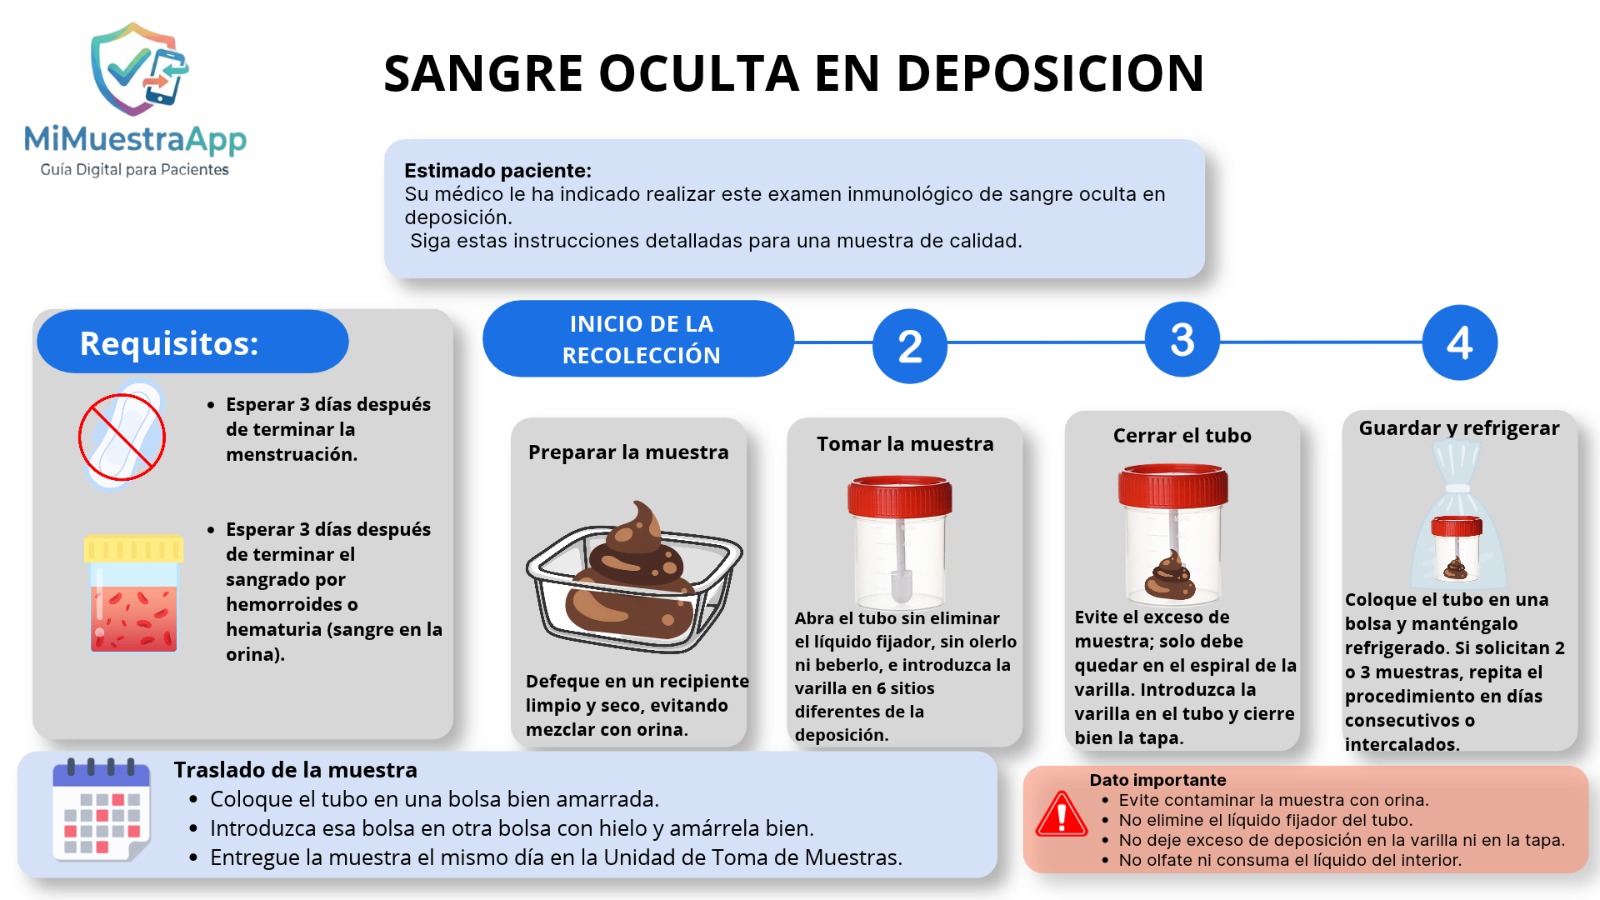 MiMuestraApp
Guía Digital para Pacientes
SANGRE OCULTA EN DEPOSICION
Estimado paciente:
Su médico le ha indicado realizar este examen inmunológico de sangre oculta en
deposición.
Siga estas instrucciones detalladas para una muestra de calidad.
Requisitos:
• Esperar 3 días después
de terminar la
menstruación.
• Esperar 3 días después
de terminar el
sangrado por
hemorroides o
hematuria (sangre en la
orina).
INICIO DE LA
RECOLECCIÓN
Preparar la muestra
Defeque en un recipiente
limpio y seco, evitando
mezclar con orina.
2
Tomar la muestra
Abra el tubo sin eliminar
el líquido fijador, sin olerlo
ni beberlo, e introduzca la
varilla en 6 sitios
diferentes de la
deposición.
3
Cerrar el tubo
Evite el exceso de
muestra; solo debe
quedar en el espiral de la
varilla. Introduzca la
varilla en el tubo y cierre
bien la tapa.
4
Guardar y refrigerar
Coloque el tubo en una
bolsa y manténgalo
refrigerado. Si solicitan 2
o 3 muestras, repita el
procedimiento en días
consecutivos o
intercalados.
Traslado de la muestra
• Coloque el tubo en una bolsa bien amarrada.
• Introduzca esa bolsa en otra bolsa con hielo y amárrela bien.
• Entregue la muestra el mismo día en la Unidad de Toma de Muestras.
Dato importante
• Evite contaminar la muestra con orina.
• No elimine el líquido fijador del tubo.
• No deje exceso de deposición en la varilla ni en la tapa.
• No olfate ni consuma el líquido del interior.